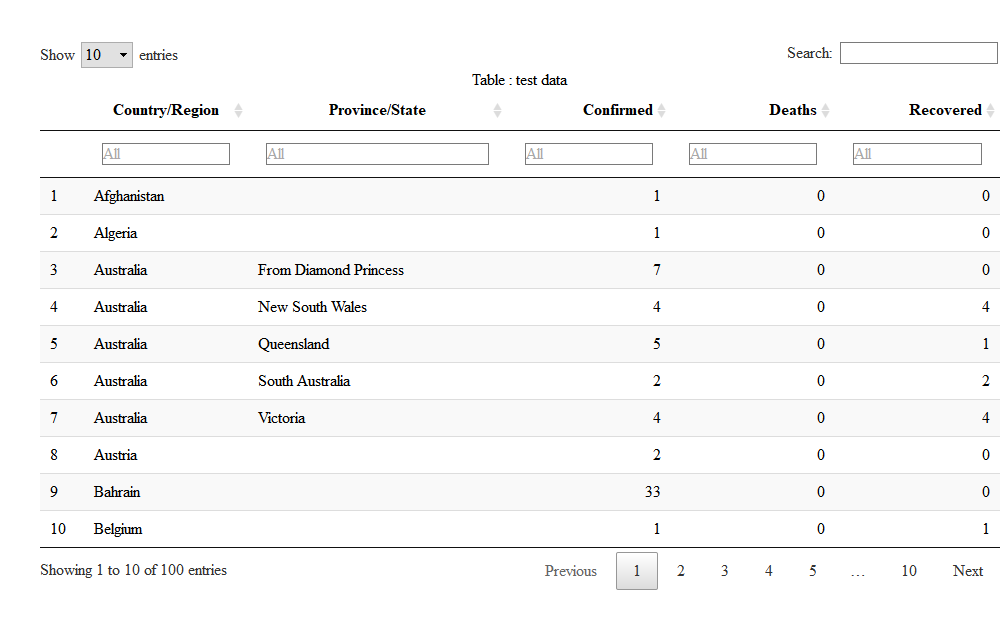 Show 10 entries Search:
Table : test data
Country/Region Province/State Confirmed Deaths Recovered
All All All All All
1 Afghanistan 1 0 0
2 Algeria 1 0 0
3 Australia From Diamond Princess 7 0 0
4 Australia New South Wales 4 0 4
5 Australia Queensland 5 0 1
6 Australia South Australia 2 0 2
7 Australia Victoria 4 0 4
8 Austria 2 0 0
9 Bahrain 33 0 0
10 Belgium 1 0 1
Showing 1 to 10 of 100 entries Previous 1 2 3 4 5 … 10 Next